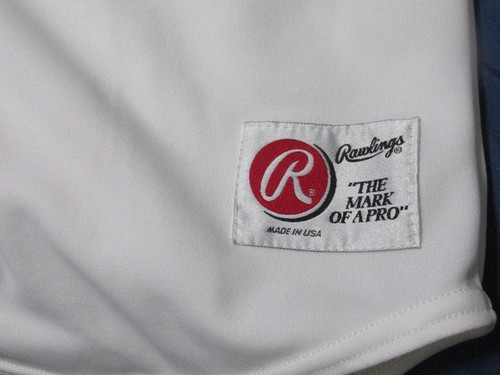 R®
Rawlings®
"THE
MARK
OF A PRO"
MADE IN USA